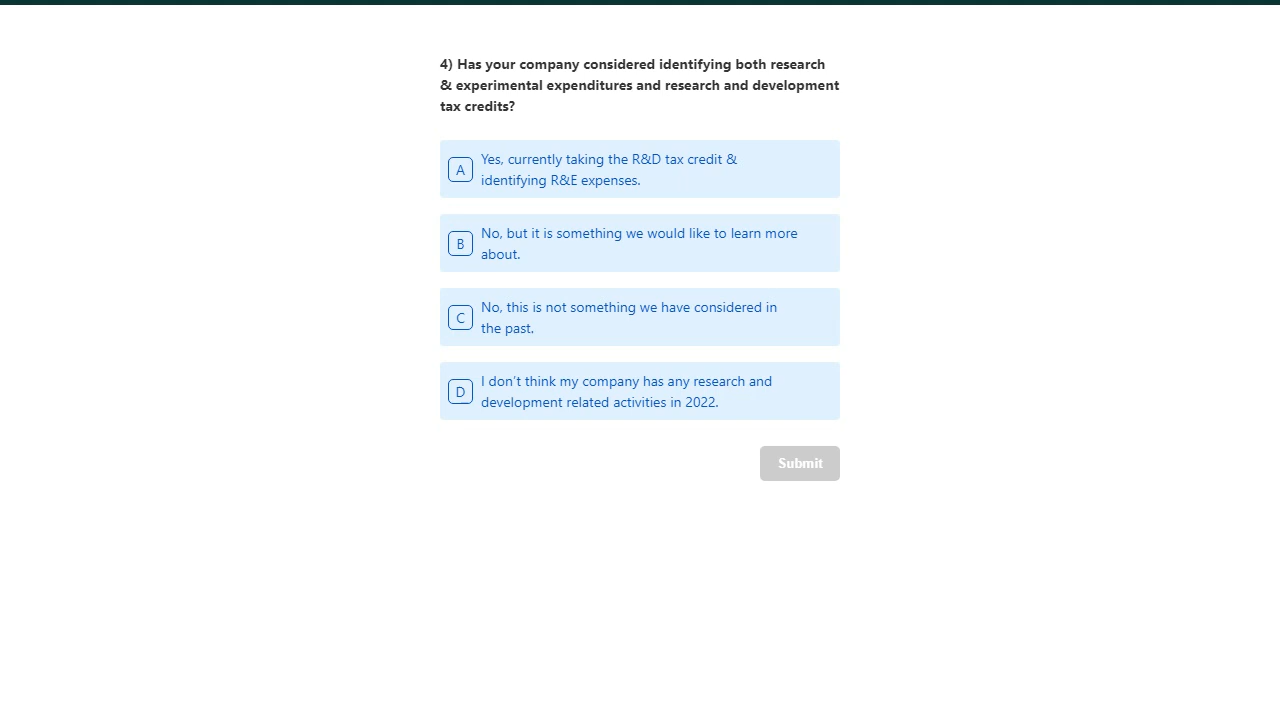 4) Has your company considered identifying both research
& experimental expenditures and research and development
tax credits?
A
Yes, currently taking the R&D tax credit &
identifying R&E expenses.
B
No, but it is something we would like to learn more
about.
C
No, this is not something we have considered in
the past.
D
I don't think my company has any research and
development related activities in 2022.
Submit